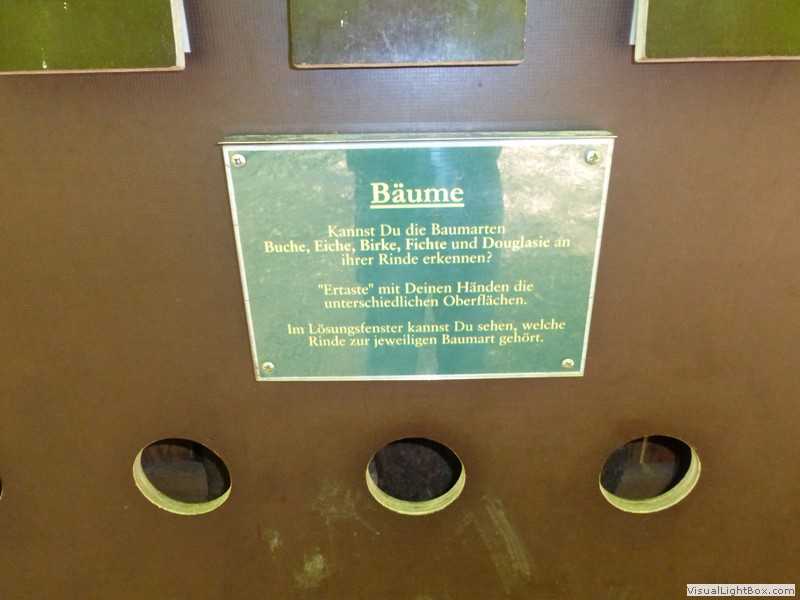 Bäume
Kannst Du die Baumarten
Buche, Eiche, Birke, Fichte und Douglasie an
ihrer Rinde erkennen?
"Ertaste" mit Deinen Händen die
unterschiedlichen Oberflächen.
Im Lösungsfenster kannst Du sehen, welche
Rinde zur jeweiligen Baumart gehört.
VisualLightBox.com